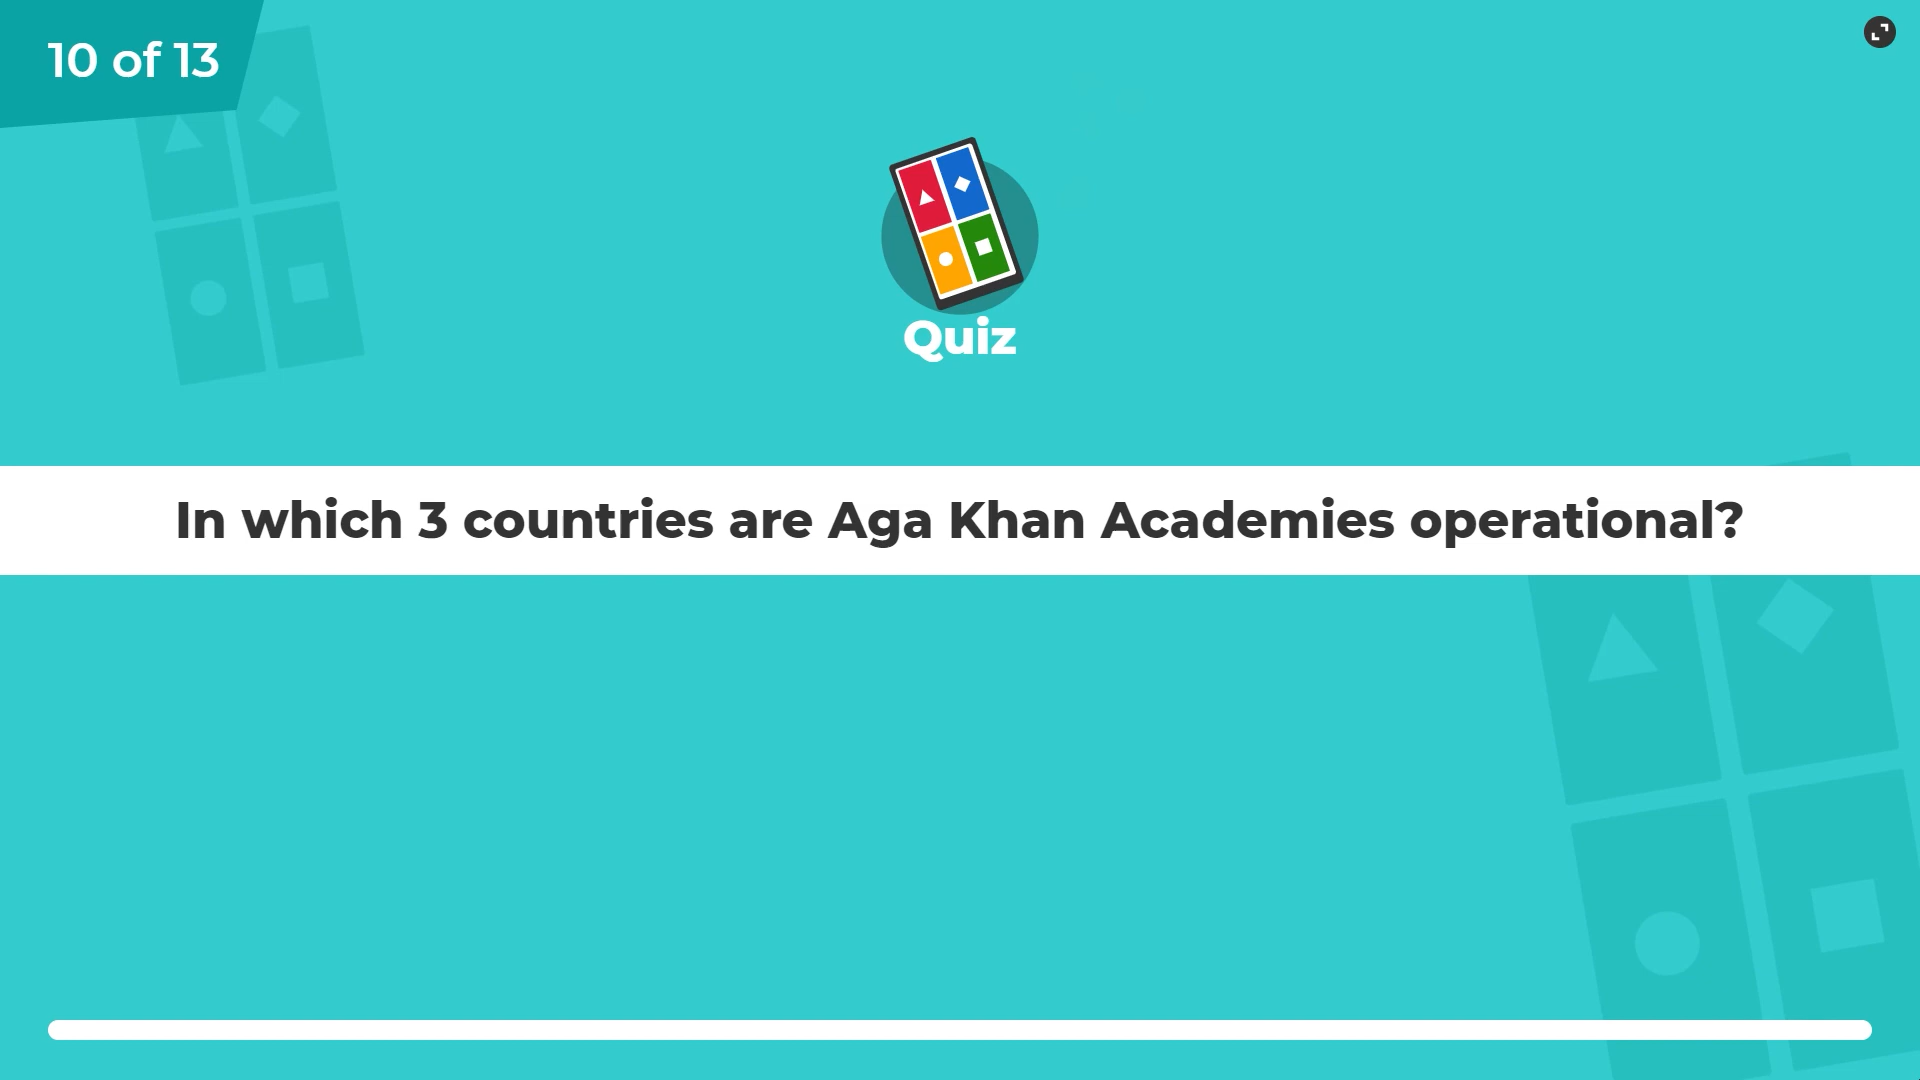 10 of 13
Quiz
In which 3 countries are Aga Khan Academies operational?